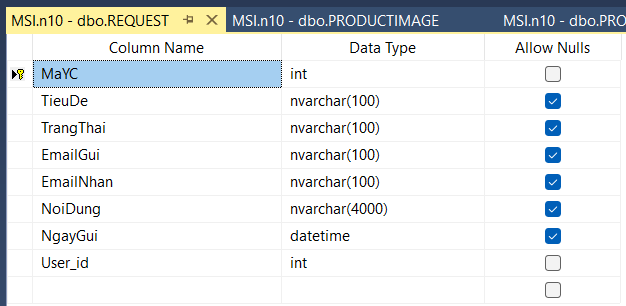 MSI.n10 - dbo.REQUEST MSI.n10 - dbo.PRODUCTIMAGE MSI.n10 - dbo.PRO
Column Name Data Type Allow Nulls
MaYC int
TieuDe nvarchar(100)
TrangThai nvarchar(100)
EmailGui nvarchar(100)
EmailNhan nvarchar(100)
NoiDung nvarchar(4000)
NgayGui datetime
User_id int